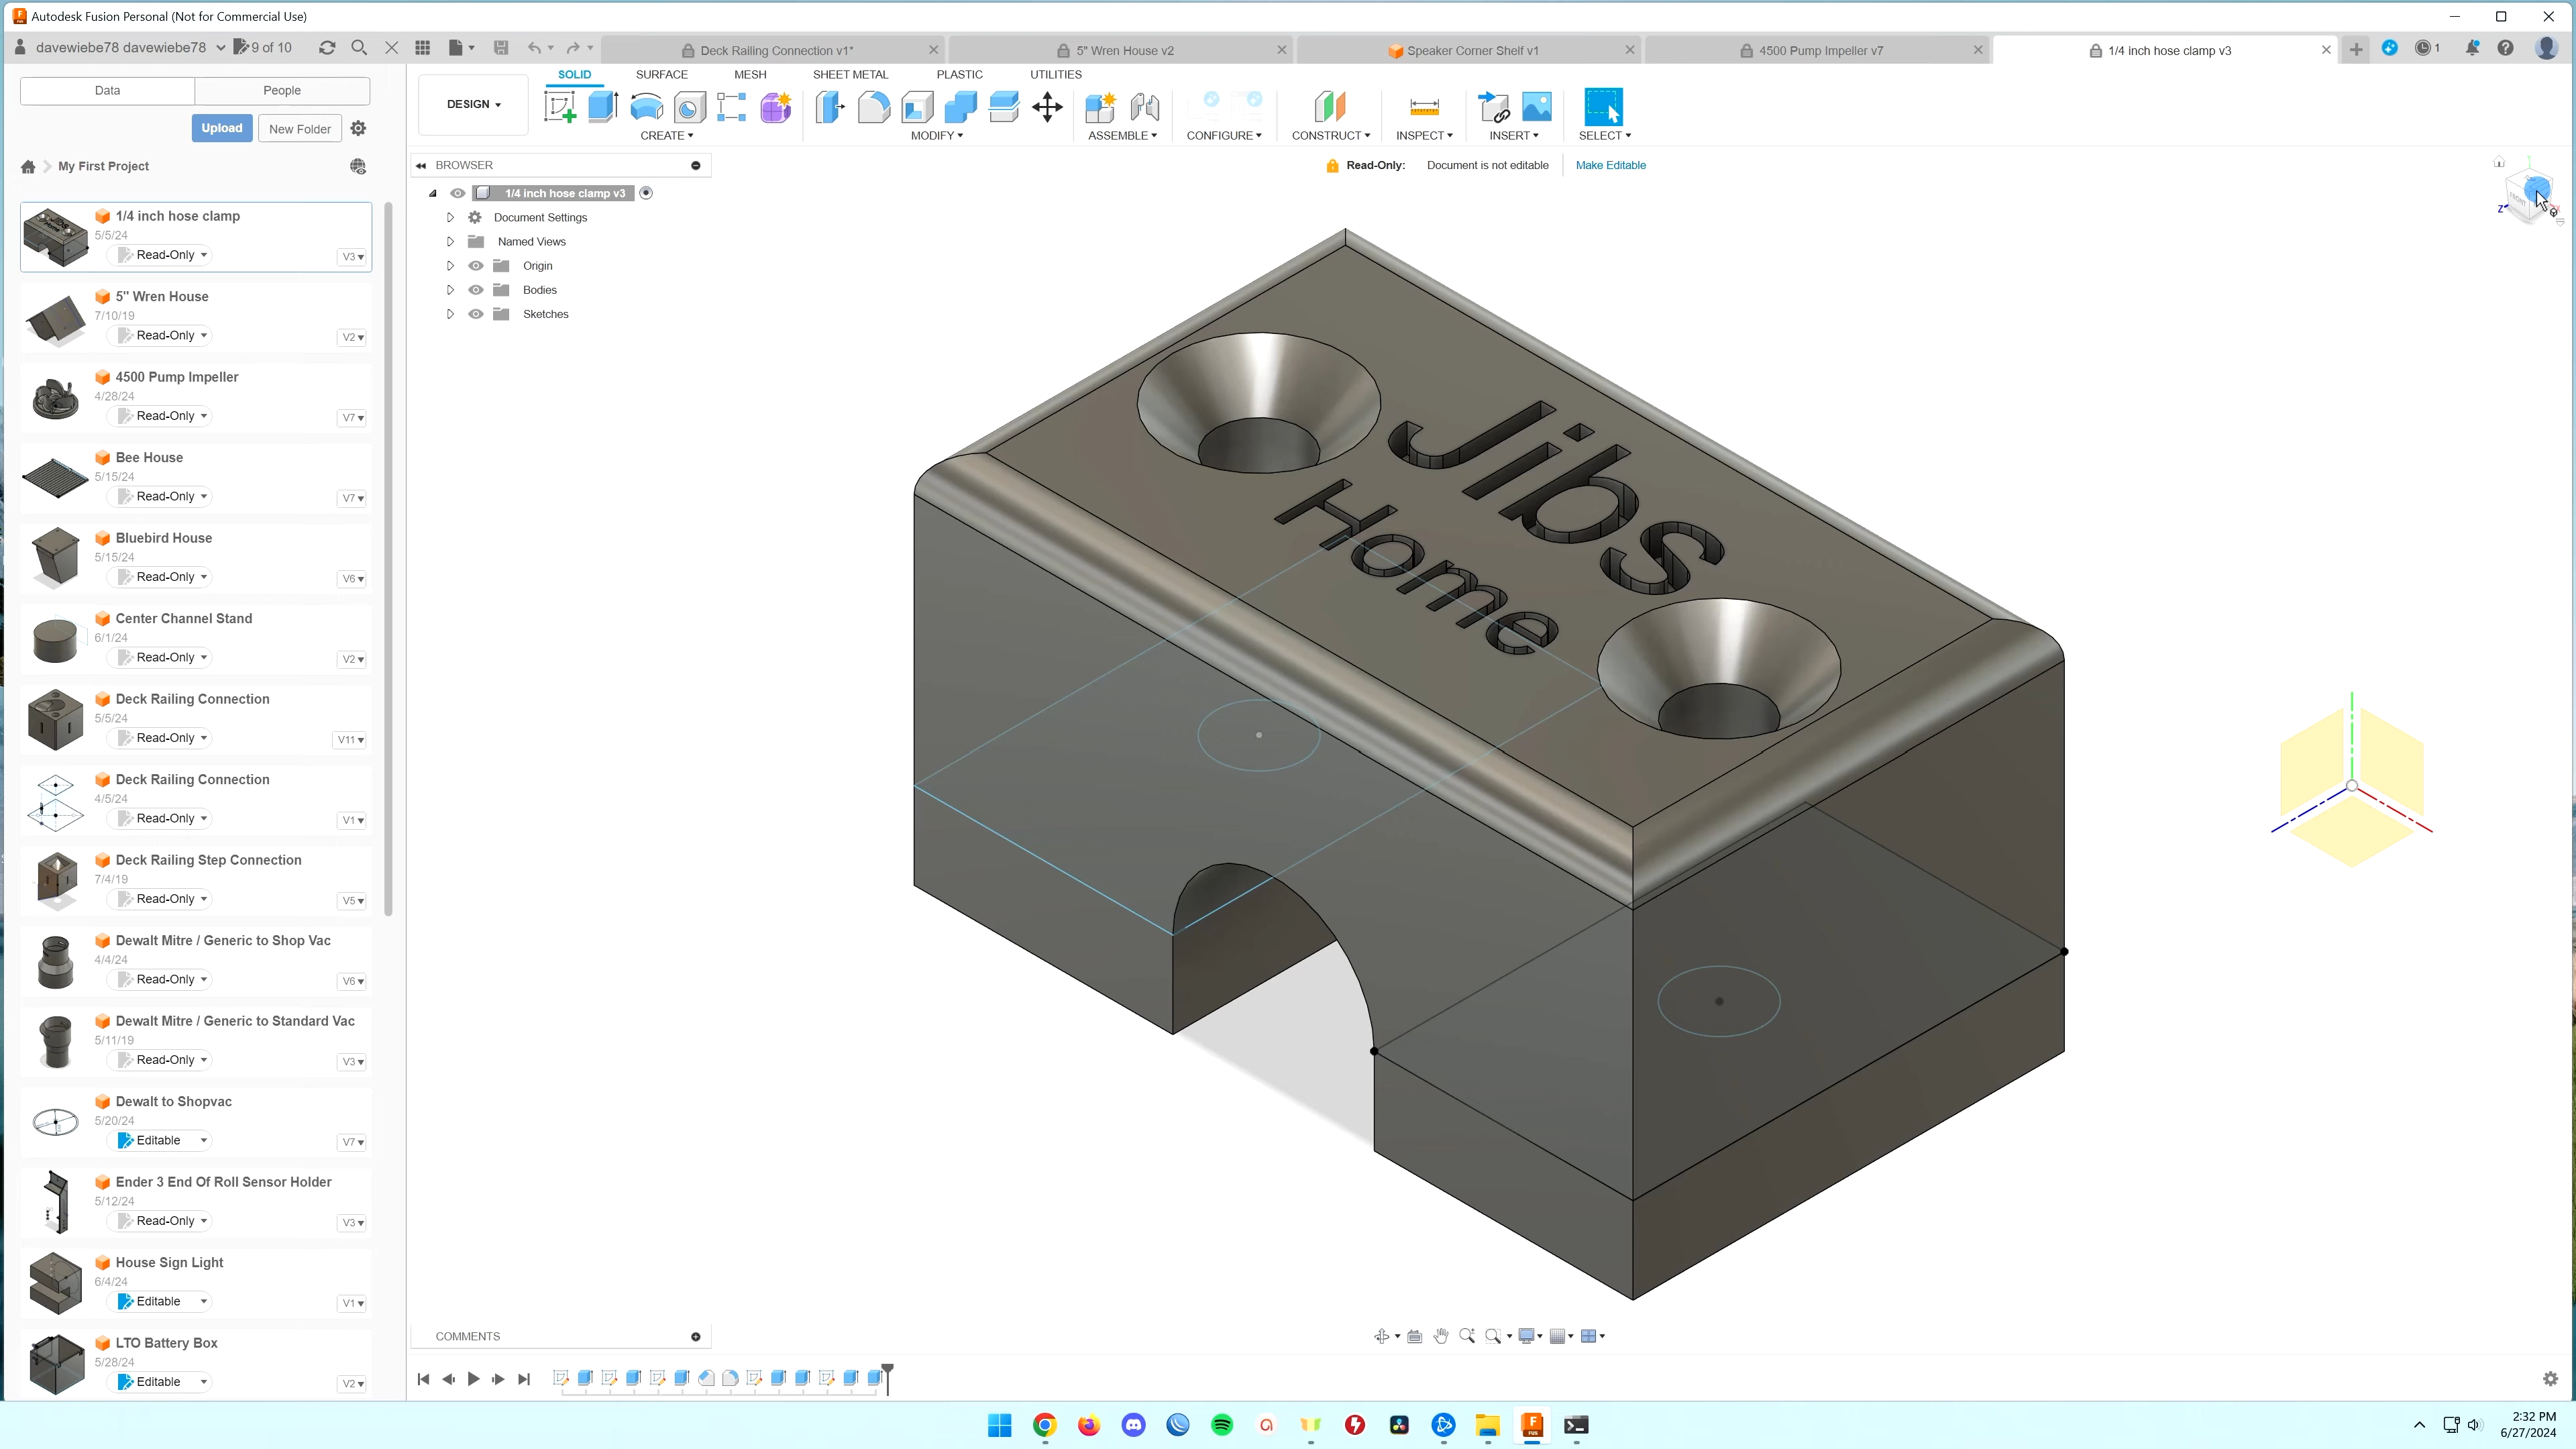 Autodesk Fusion Personal (Not for Commercial Use)
davewiebe78 davewiebe78
9 of 10
Deck Railing Connection v1*
5" Wren House v2
Speaker Corner Shelf v1
4500 Pump Impeller v7
1/4 inch hose clamp v3
1
Data
People
Upload
New Folder
My First Project
DESIGN
SOLID
SURFACE
MESH
SHEET METAL
PLASTIC
UTILITIES
CREATE
MODIFY
ASSEMBLE
CONFIGURE
CONSTRUCT
INSPECT
INSERT
SELECT
BROWSER
Read-Only:
Document is not editable
Make Editable
1/4 inch hose clamp v3
Document Settings
Named Views
Origin
Bodies
Sketches
1/4 inch hose clamp
5/5/24
Read-Only
V3
5" Wren House
7/10/19
Read-Only
V2
4500 Pump Impeller
4/28/24
Read-Only
V7
Bee House
5/15/24
Read-Only
V7
Bluebird House
5/15/24
Read-Only
V6
Center Channel Stand
6/1/24
Read-Only
V2
Deck Railing Connection
5/5/24
Read-Only
V11
Deck Railing Connection
4/5/24
Read-Only
V1
Deck Railing Step Connection
7/4/19
Read-Only
V5
Dewalt Mitre / Generic to Shop Vac
4/4/24
Read-Only
V6
Dewalt Mitre / Generic to Standard Vac
5/11/19
Read-Only
V3
Dewalt to Shopvac
5/20/24
Editable
V7
Ender 3 End Of Roll Sensor Holder
5/12/24
Read-Only
V3
House Sign Light
6/4/24
Editable
V1
LTO Battery Box
5/28/24
Editable
V2
Jibs
Home
FRONT
Z
COMMENTS
2:32 PM
6/27/2024